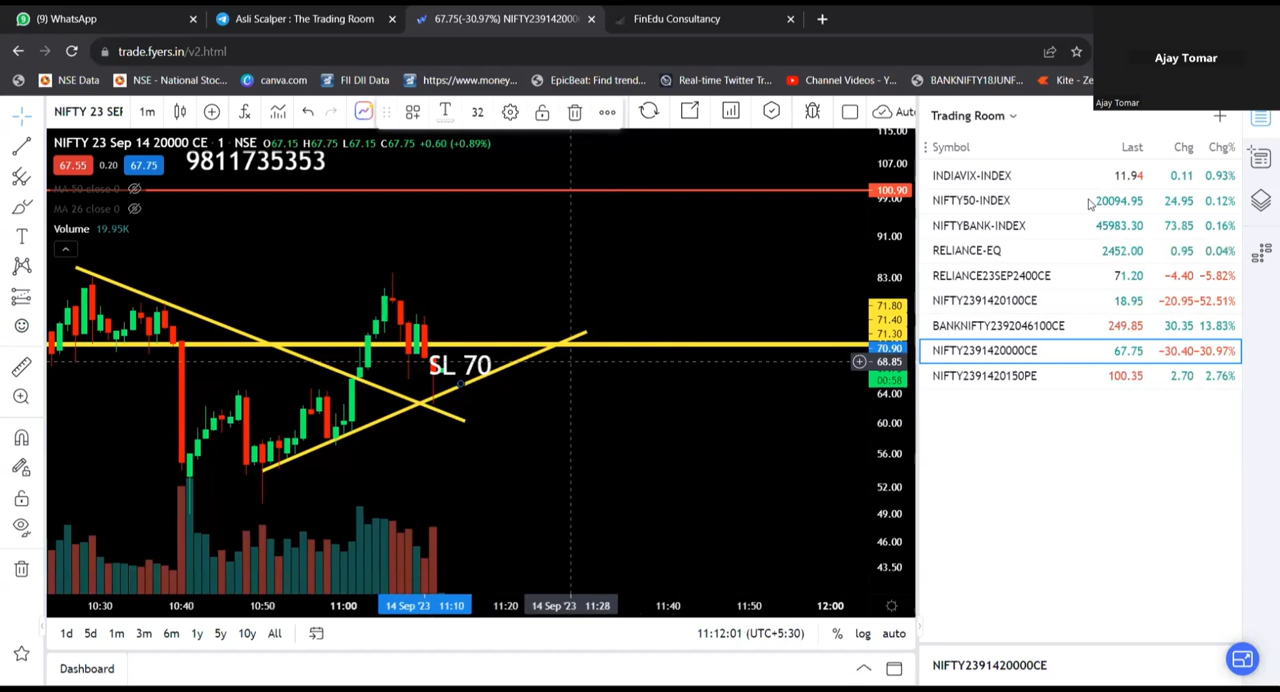 (9) WhatsApp
Asli Scalper : The Trading Room
67.75(-30.97%) NIFTY2391420000
FinEdu Consultancy
trade.fyers.in/v2.html
NSE Data NSE - National Stoc... canva.com FII DII Data https://www.money... EpicBeat: Find trend... Real-time Twitter Tr... Channel Videos - Y... BANKNIFTY18JUNF... Kite - Ze
Ajay Tomar
Ajay Tomar
NIFTY 23 SEP 1m T 32 Auto
NIFTY 23 Sep 14 20000 CE · 1 · NSE O67.15 H67.75 L67.15 C67.75 +0.60 (+0.89%)
67.55 0.20 67.75
9811735353
MA 50 close 0
MA 26 close 0
Volume 19.95K
SL 70
115.00
107.00
100.90
99.00
91.00
83.00
71.80
71.40
71.30
70.90
68.85
00:58
64.00
60.00
56.00
52.00
49.00
46.00
43.50
10:30 10:40 10:50 11:00 14 Sep '23 11:10 11:20 14 Sep '23 11:28 11:40 11:50 12:00
1d 5d 1m 3m 6m 1y 5y 10y All
11:12:01 (UTC+5:30) % log auto
Dashboard
Trading Room
Symbol Last Chg Chg%
INDIAVIX-INDEX 11.94 0.11 0.93%
NIFTY50-INDEX 20094.95 24.95 0.12%
NIFTYBANK-INDEX 45983.30 73.85 0.16%
RELIANCE-EQ 2452.00 0.95 0.04%
RELIANCE23SEP2400CE 71.20 −4.40 −5.82%
NIFTY2391420100CE 18.95 −20.95 −52.51%
BANKNIFTY2392046100CE 249.85 30.35 13.83%
NIFTY2391420000CE 67.75 −30.40 −30.97%
NIFTY2391420150PE 100.35 2.70 2.76%
NIFTY2391420000CE